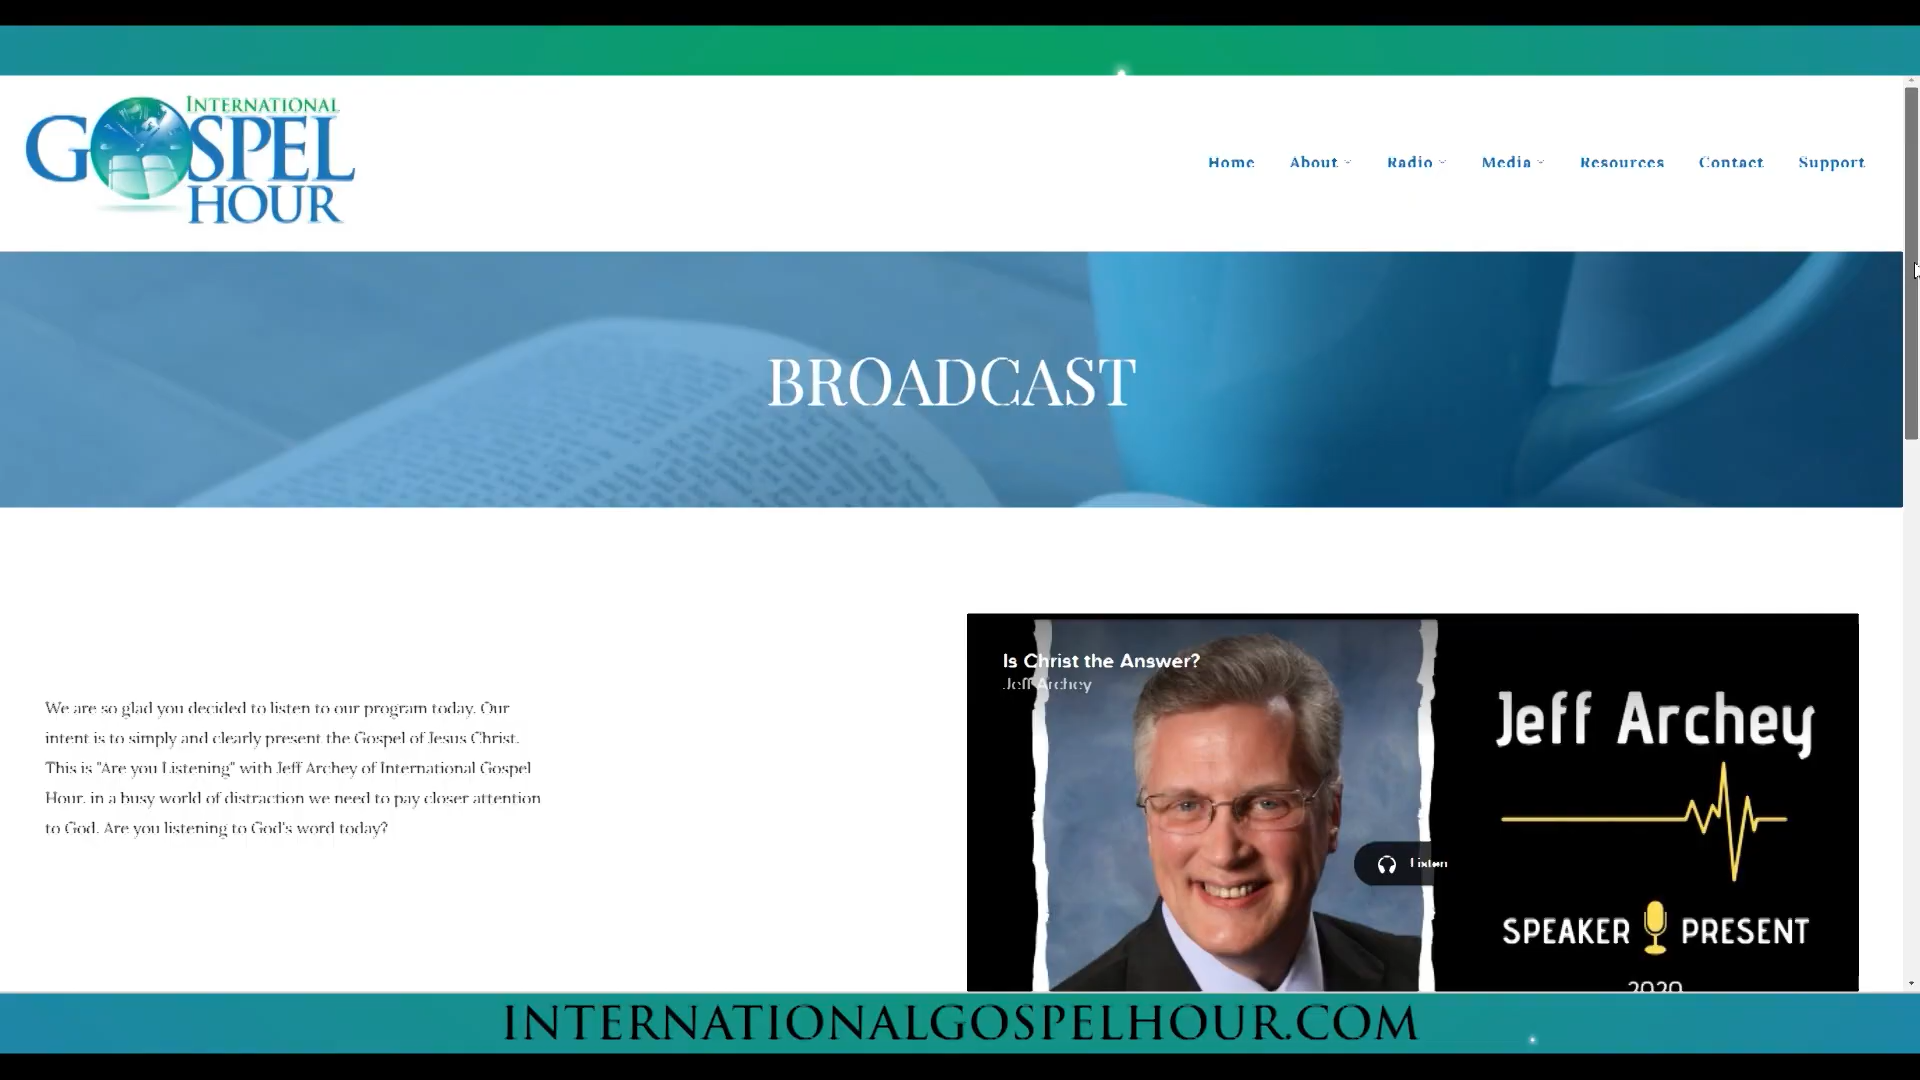 INTERNATIONAL
GOSPEL
HOUR
Home About Radio Media Resources Contact Support
BROADCAST
We are so glad you decided to listen to our program today. Our
intent is to simply and clearly present the Gospel of Jesus Christ.
This is "Are you Listening" with Jeff Archey of International Gospel
Hour. in a busy world of distraction we need to pay closer attention
to God. Are you listening to God's word today?
Is Christ the Answer?
Jeff Archey
Listen
Jeff Archey
SPEAKER PRESENT
2020
INTERNATIONALGOSPELHOUR.COM